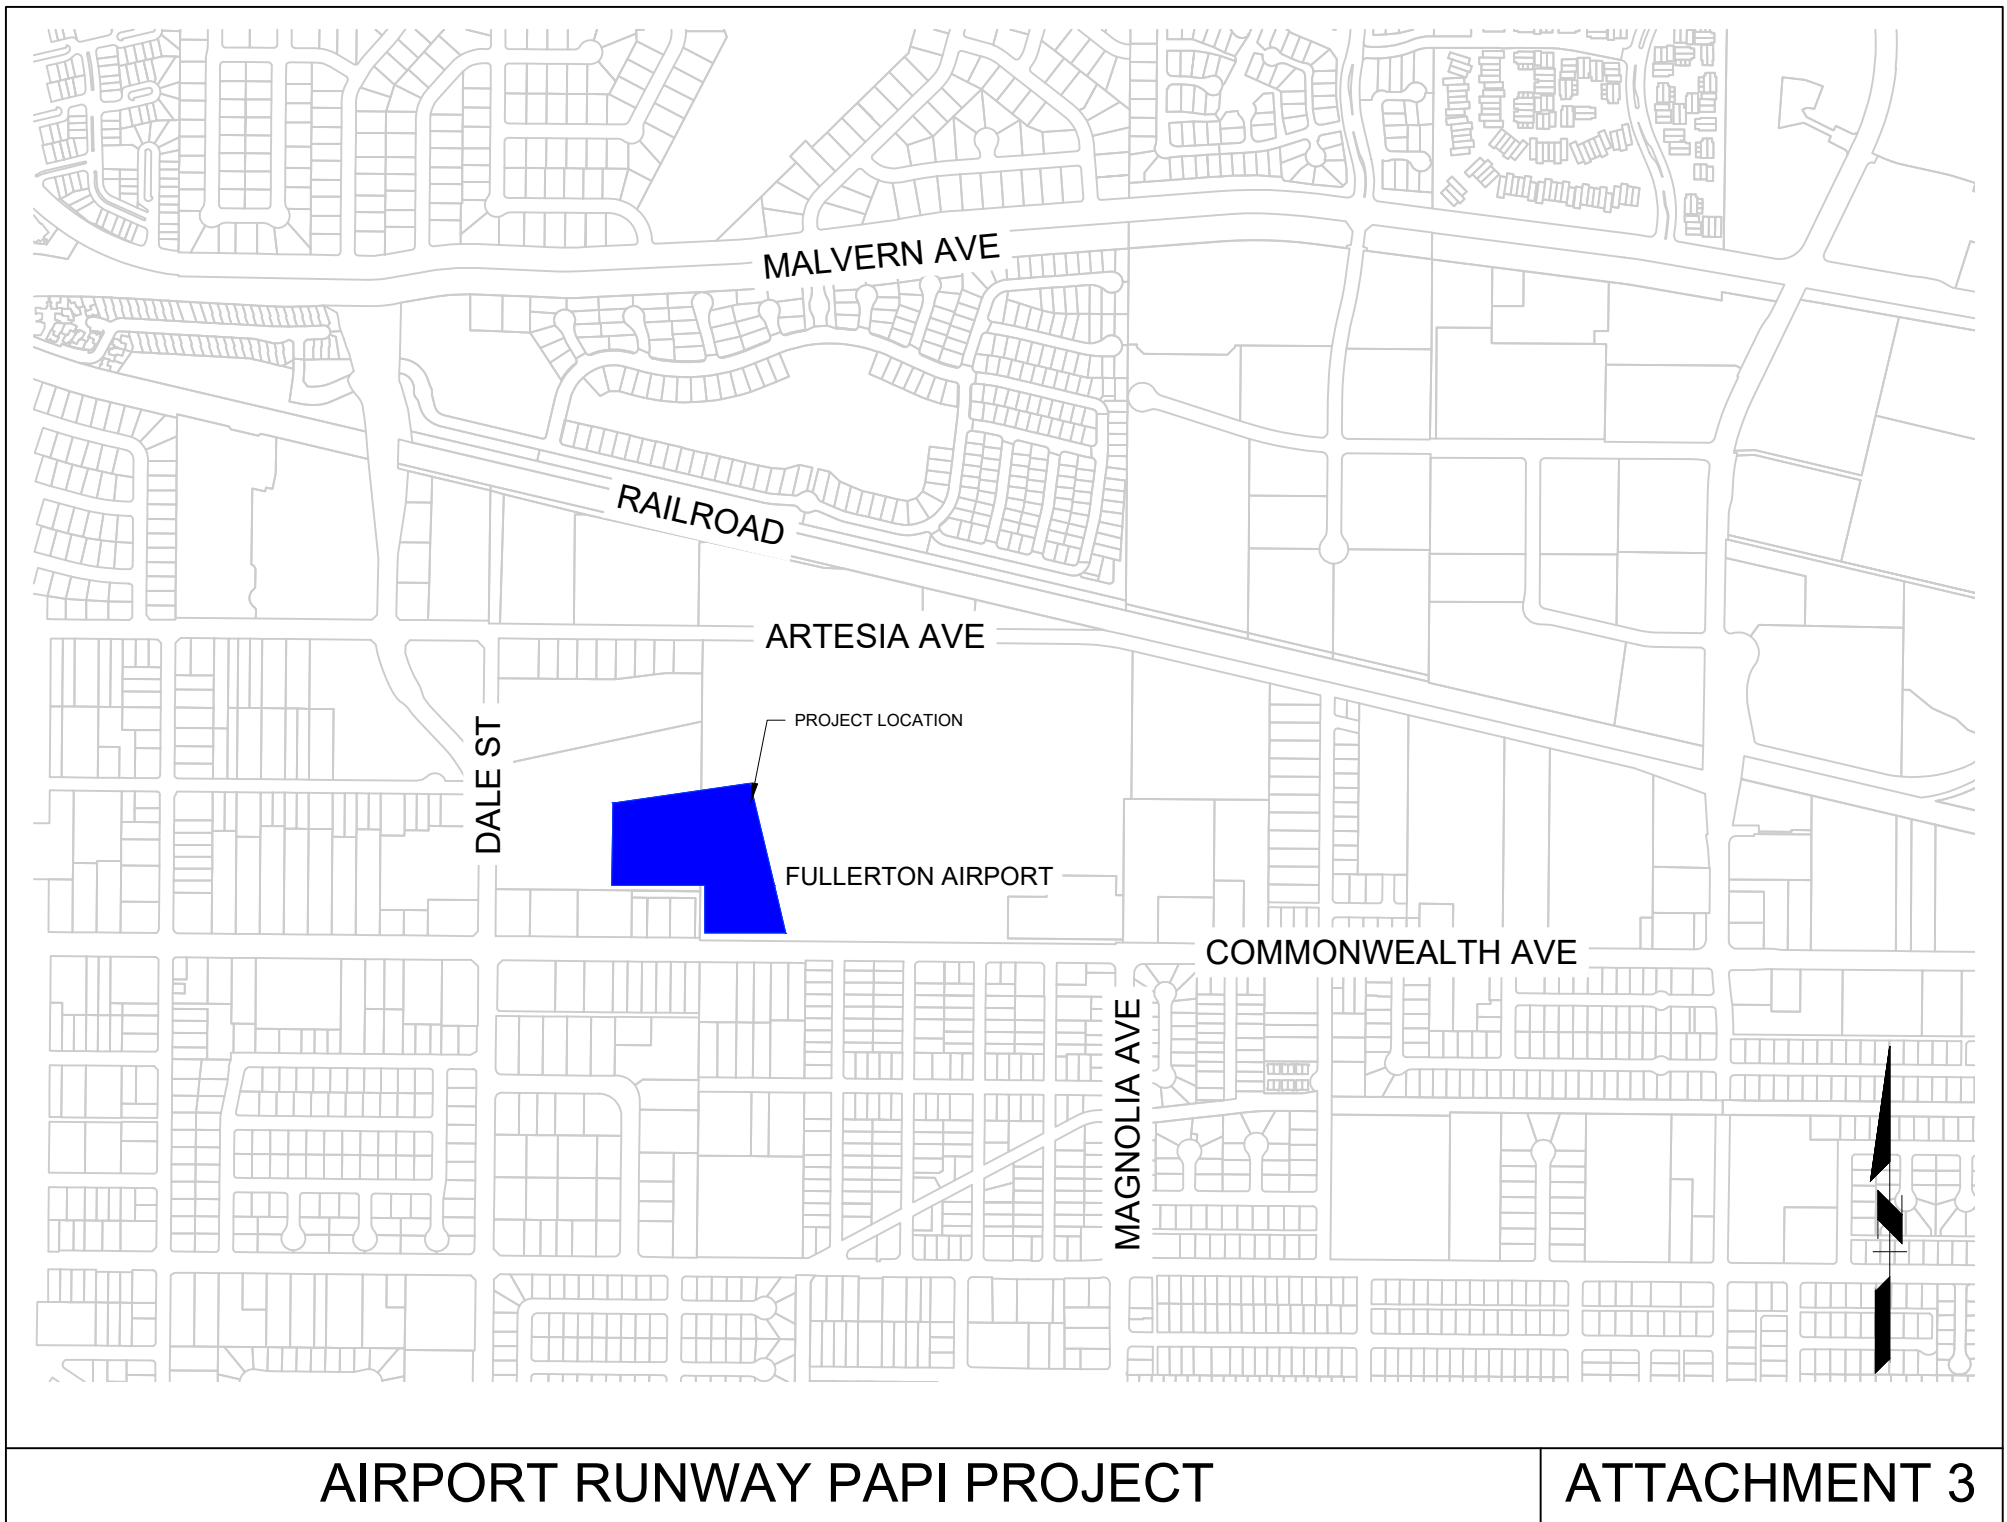 MALVERN AVE
RAILROAD
ARTESIA AVE
PROJECT LOCATION
DALE ST
FULLERTON AIRPORT
COMMONWEALTH AVE
MAGNOLIA AVE
AIRPORT RUNWAY PAPI PROJECT
ATTACHMENT 3